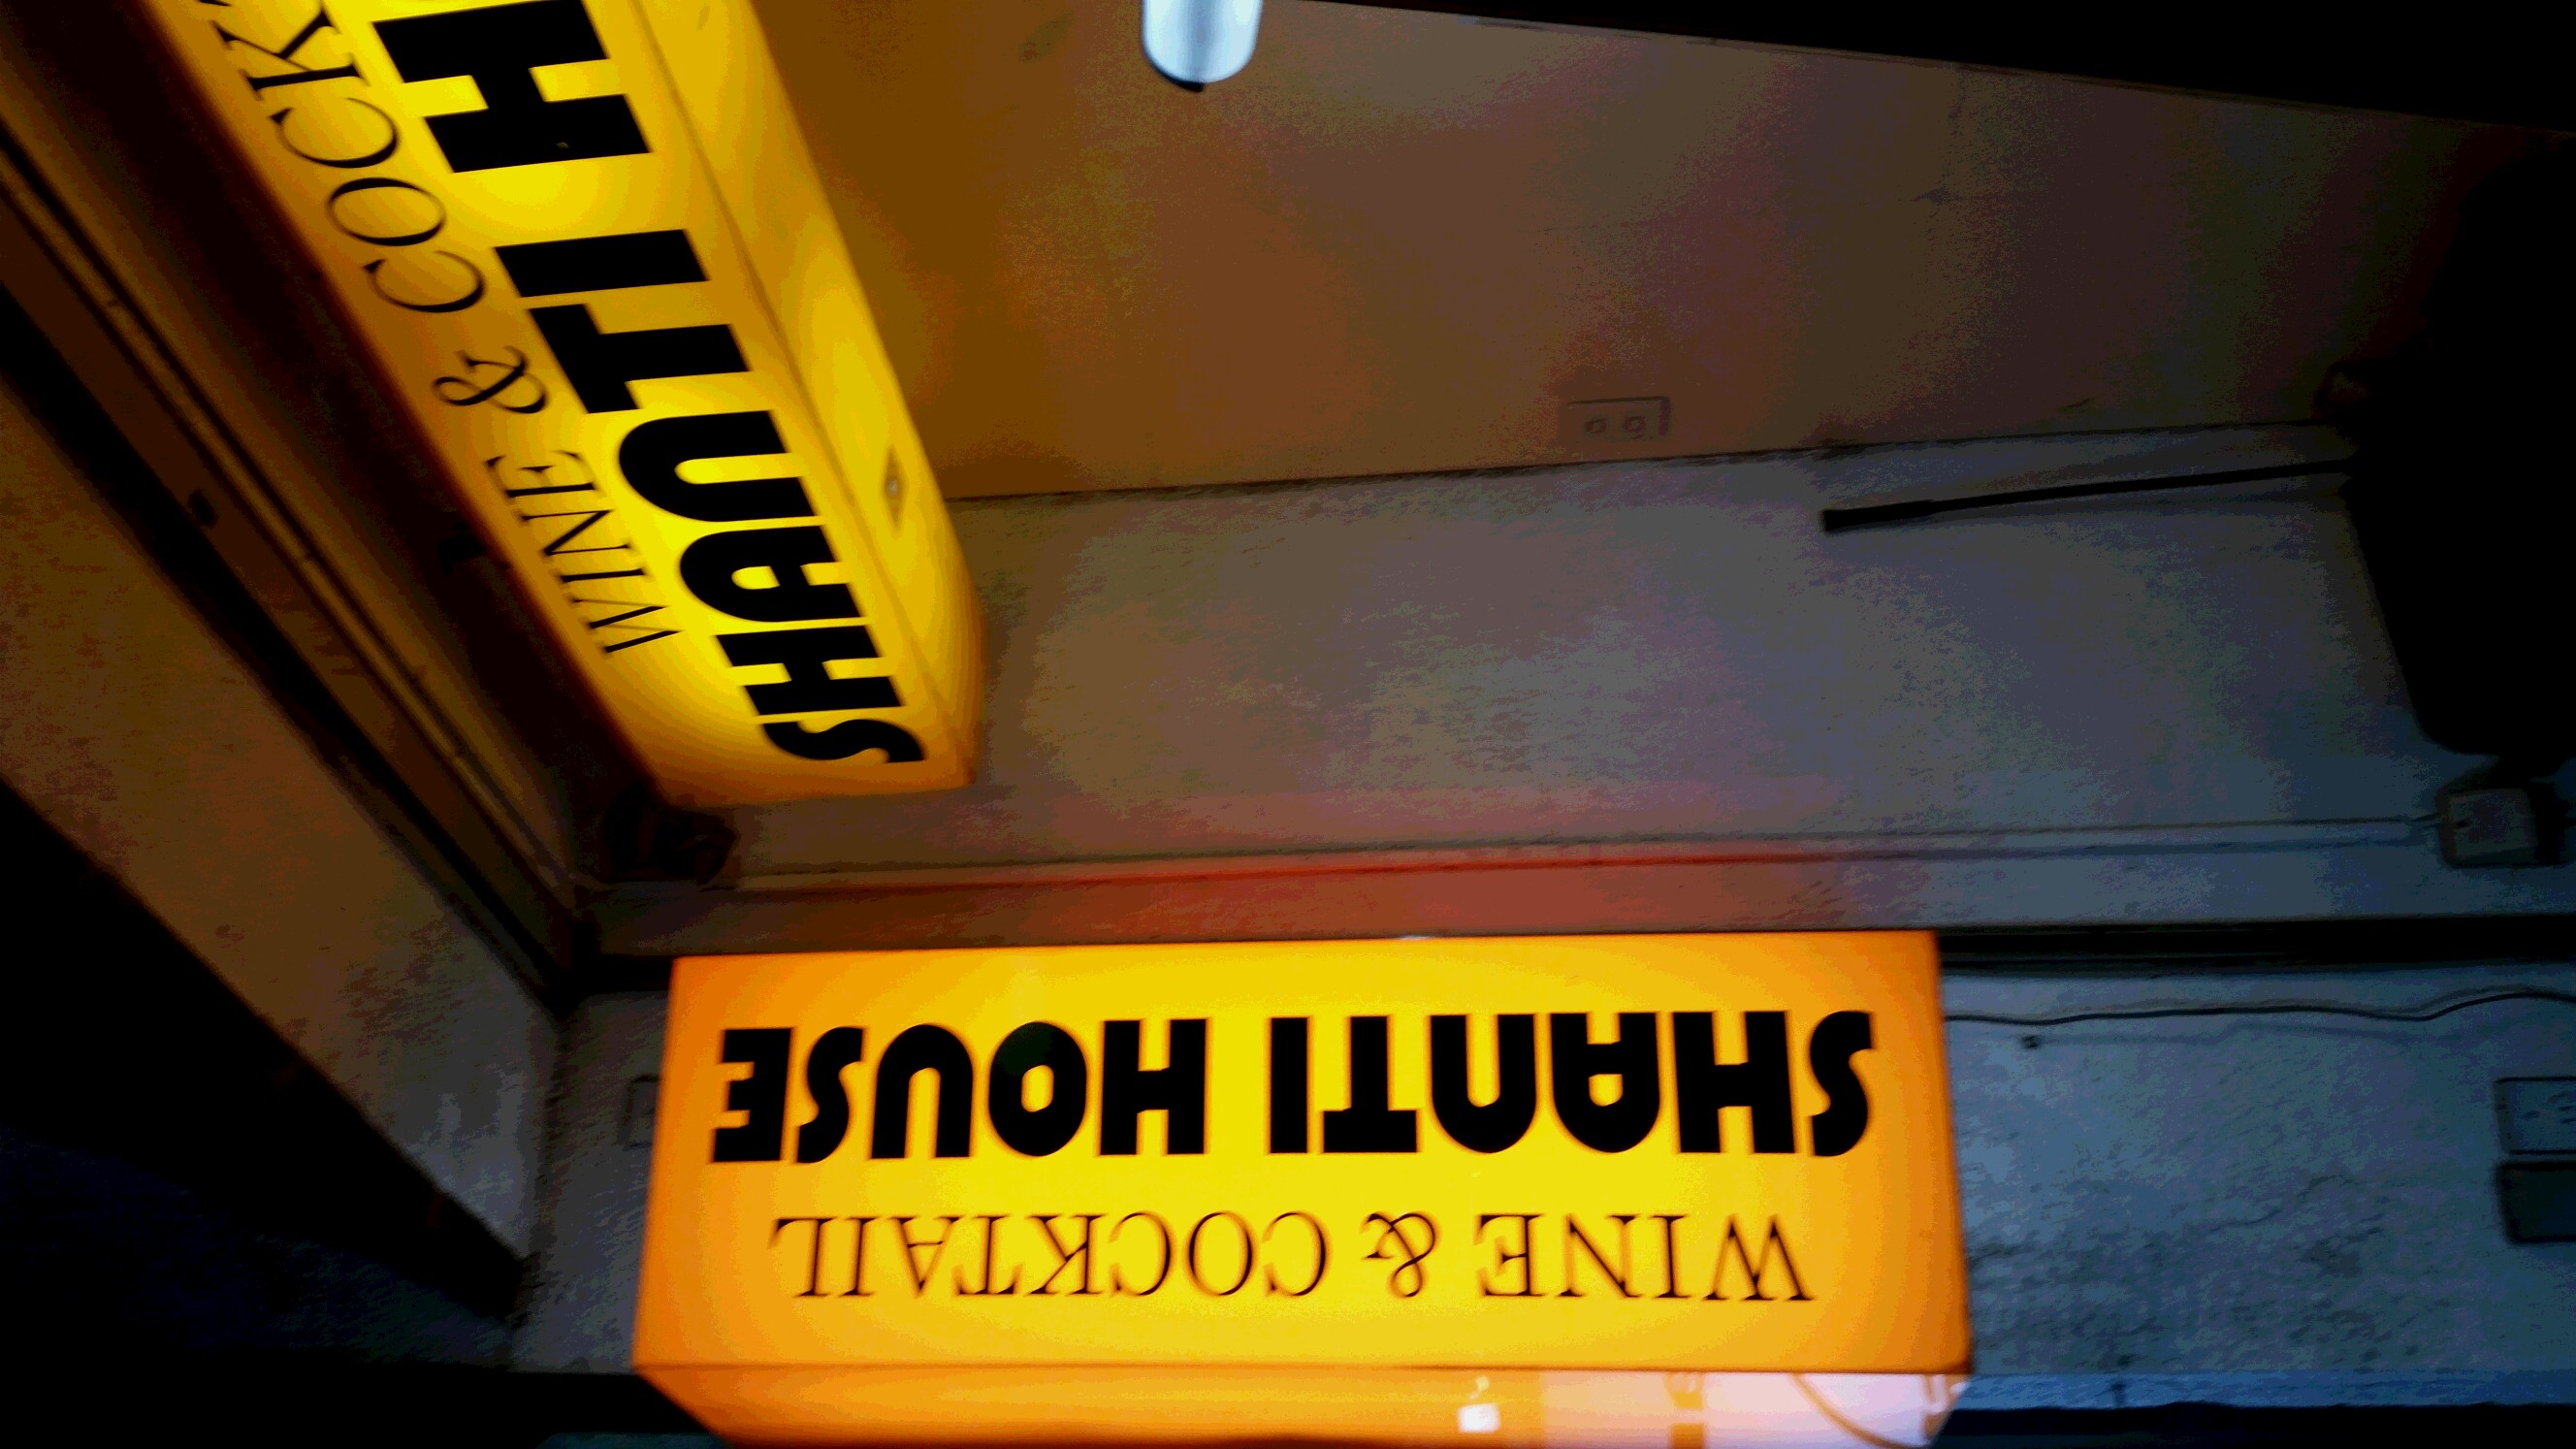 SHANTI HOUSE
WINE & COCKTAIL
SHANTI H
WINE & COCK